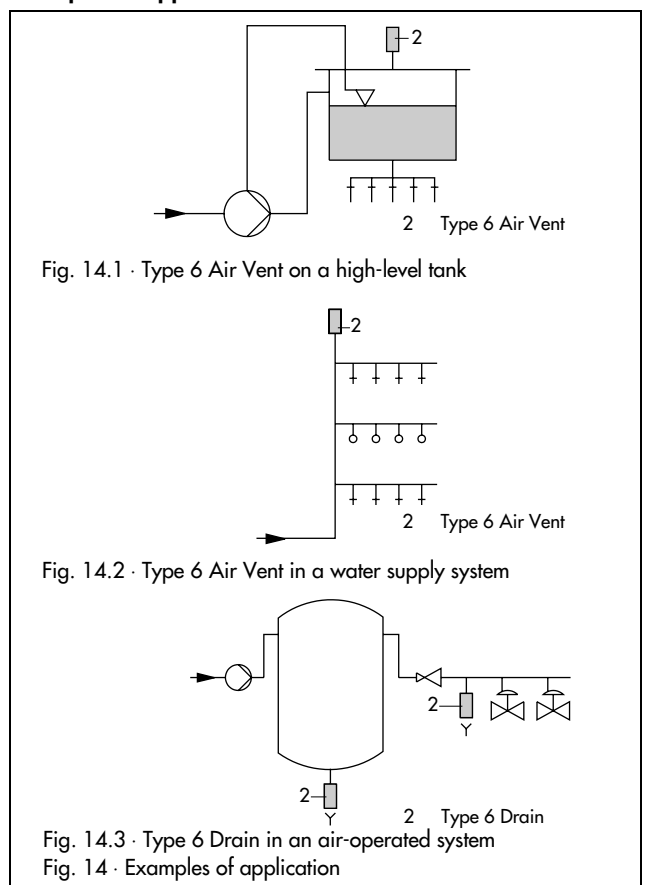 2
2 Type 6 Air Vent
Fig. 14.1 · Type 6 Air Vent on a high-level tank
2
2 Type 6 Air Vent
Fig. 14.2 · Type 6 Air Vent in a water supply system
2
2
2 Type 6 Drain
Fig. 14.3 · Type 6 Drain in an air-operated system
Fig. 14 · Examples of application